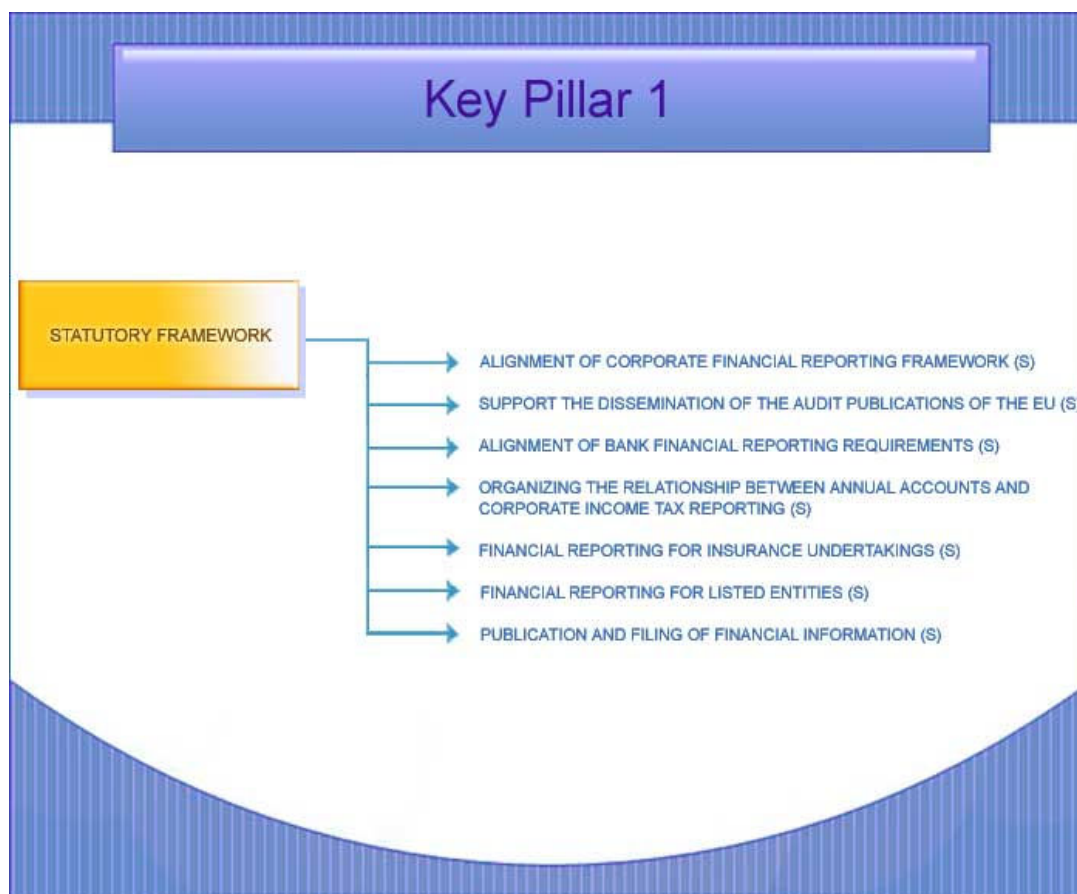 Key Pillar 1
STATUTORY FRAMEWORK
ALIGNMENT OF CORPORATE FINANCIAL REPORTING FRAMEWORK (S)
SUPPORT THE DISSEMINATION OF THE AUDIT PUBLICATIONS OF THE EU (S
ALIGNMENT OF BANK FINANCIAL REPORTING REQUIREMENTS (S)
ORGANIZING THE RELATIONSHIP BETWEEN ANNUAL ACCOUNTS AND
CORPORATE INCOME TAX REPORTING (S)
FINANCIAL REPORTING FOR INSURANCE UNDERTAKINGS (S)
FINANCIAL REPORTING FOR LISTED ENTITIES (S)
PUBLICATION AND FILING OF FINANCIAL INFORMATION (S)